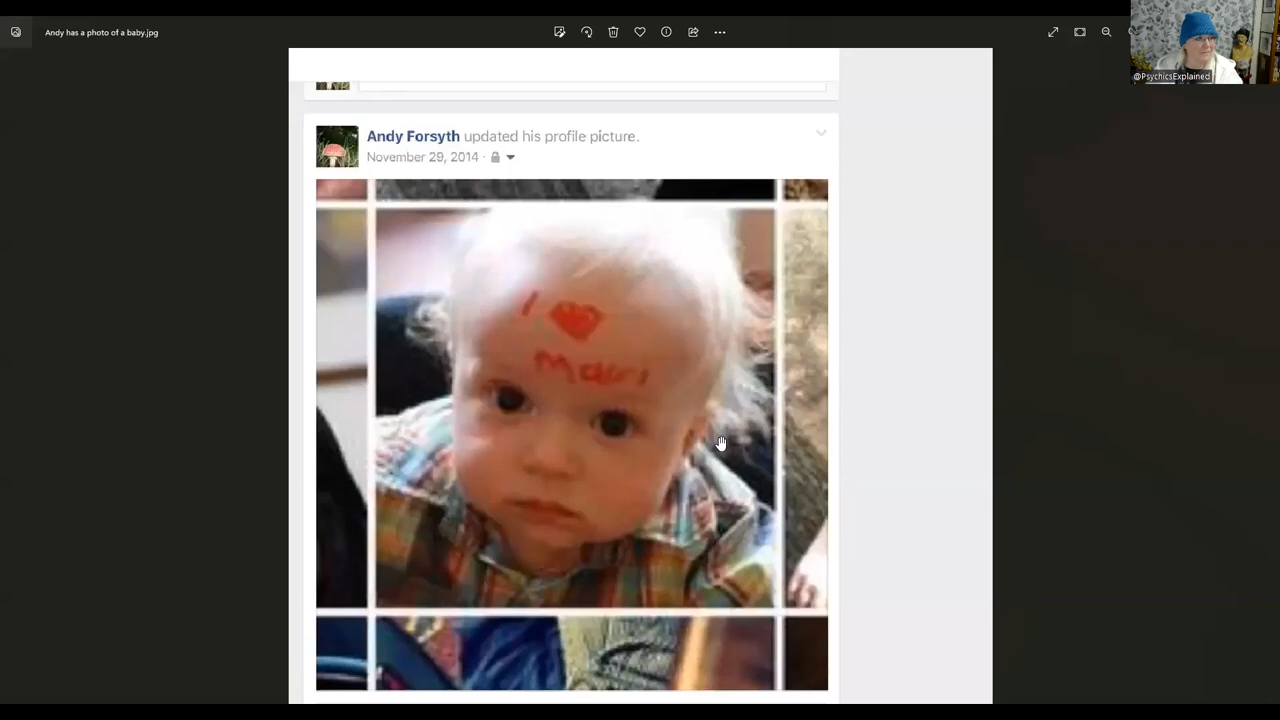 Andy has a photo of a baby.jpg
@PsychicsExplained
Andy Forsyth updated his profile picture.
November 29, 2014
I ❤